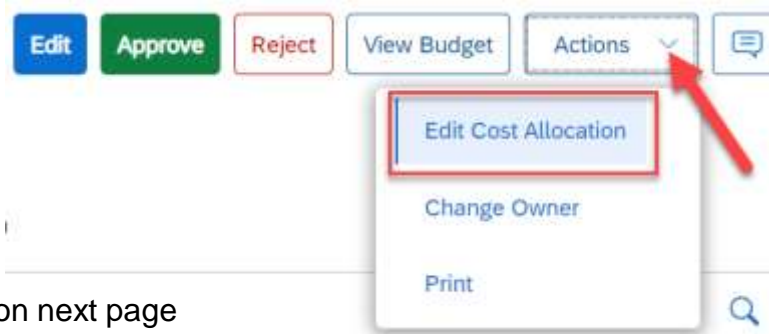 Edit Approve Reject View Budget Actions
Edit Cost Allocation
Change Owner
Print
on next page